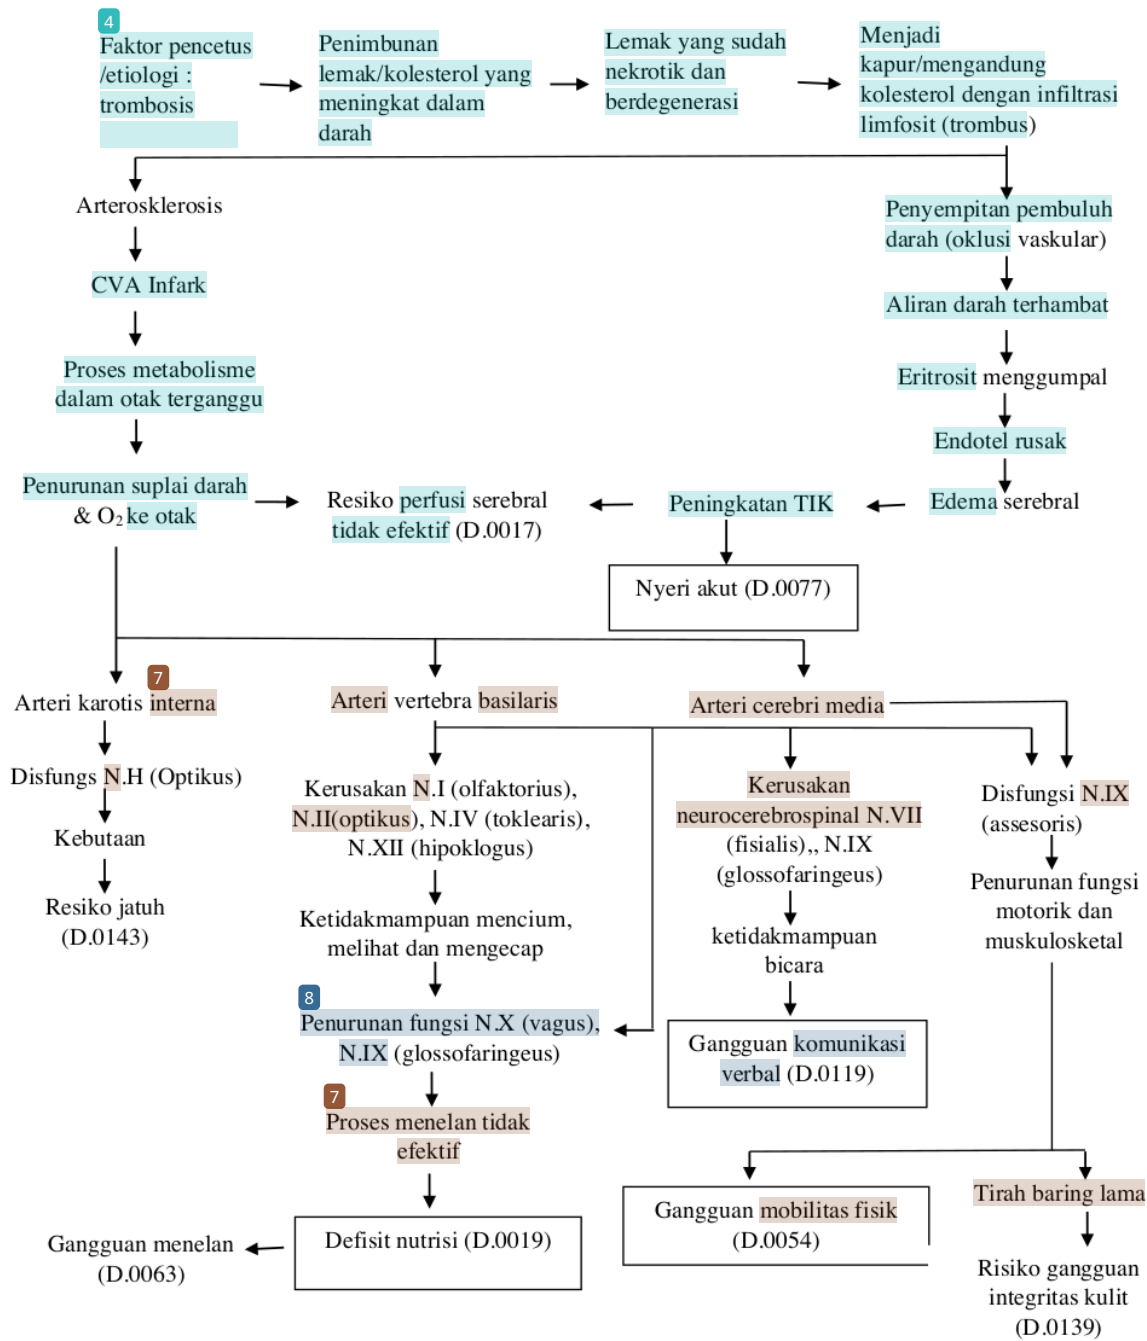 4
Faktor pencetus
/etiologi :
trombosis
Penimbunan
lemak/kolesterol yang
meningkat dalam
darah
Lemak yang sudah
nekrotik dan
berdegenerasi
Menjadi
kapur/mengandung
kolesterol dengan infiltrasi
limfosit (trombus)
Arterosklerosis
CVA Infark
Proses metabolisme
dalam otak terganggu
Penurunan suplai darah
& O2 ke otak
Penyempitan pembuluh
darah (oklusi vaskular)
Aliran darah terhambat
Eritrosit menggumpal
Endotel rusak
Edema serebral
Peningkatan TIK
Resiko perfusi serebral
tidak efektif (D.0017)
Nyeri akut (D.0077)
7
Arteri karotis interna
Disfungs N.H (Optikus)
Kebutaan
Resiko jatuh
(D.0143)
Arteri vertebra basilaris
Kerusakan N.I (olfaktorius),
N.II(optikus), N.IV (toklearis),
N.XII (hipoklogus)
Ketidakmampuan mencium,
melihat dan mengecap
8
Penurunan fungsi N.X (vagus),
N.IX (glossofaringeus)
7
Proses menelan tidak
efektif
Defisit nutrisi (D.0019)
Gangguan menelan
(D.0063)
Arteri cerebri media
Kerusakan
neurocerebrospinal N.VII
(fisialis),, N.IX
(glossofaringeus)
ketidakmampuan
bicara
Gangguan komunikasi
verbal (D.0119)
Disfungsi N.IX
(assesoris)
Penurunan fungsi
motorik dan
muskulosketal
Gangguan mobilitas fisik
(D.0054)
Tirah baring lama
Risiko gangguan
integritas kulit
(D.0139)